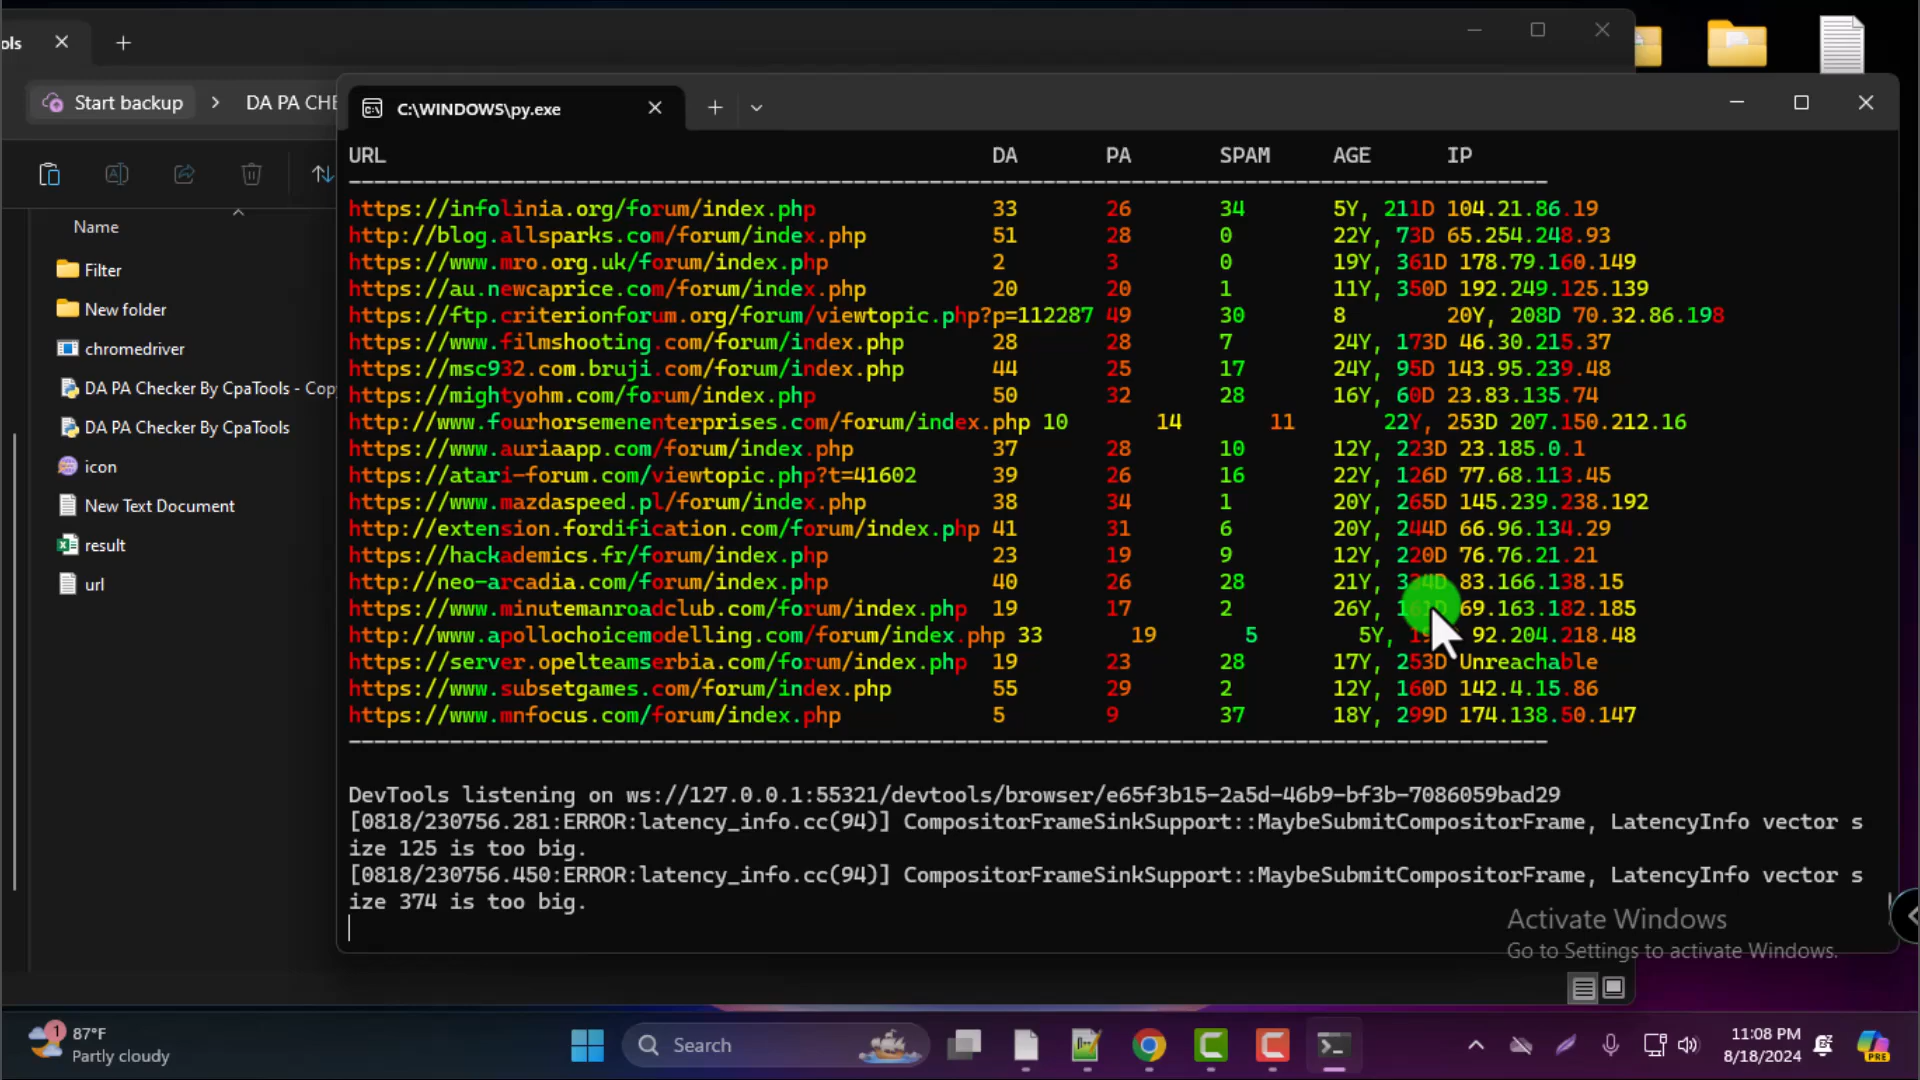 ols
Start backup > DA PA CHE
Name
Filter
New folder
chromedriver
DA PA Checker By CpaTools - Cop
DA PA Checker By CpaTools
icon
New Text Document
result
url
C:\WINDOWS\py.exe
URL DA PA SPAM AGE IP
https://infolinia.org/forum/index.php 33 26 34 5Y, 211D 104.21.86.19
http://blog.allsparks.com/forum/index.php 51 28 0 22Y, 73D 65.254.248.93
https://www.mro.org.uk/forum/index.php 2 3 0 19Y, 361D 178.79.160.149
https://au.newcaprice.com/forum/index.php 20 20 1 11Y, 350D 192.249.125.139
https://ftp.criterionforum.org/forum/viewtopic.php?p=112287 49 30 8 20Y, 208D 70.32.86.198
https://www.filmshooting.com/forum/index.php 28 28 7 24Y, 173D 46.30.215.37
https://msc932.com.bruji.com/forum/index.php 44 25 17 24Y, 95D 143.95.239.48
https://mightyohm.com/forum/index.php 50 32 28 16Y, 60D 23.83.135.74
http://www.fourhorsemenenterprises.com/forum/index.php 10 14 11 22Y, 253D 207.150.212.16
https://www.auriaapp.com/forum/index.php 37 28 10 12Y, 223D 23.185.0.1
https://atari-forum.com/viewtopic.php?t=41602 39 26 16 22Y, 126D 77.68.113.45
https://www.mazdaspeed.pl/forum/index.php 38 34 1 20Y, 265D 145.239.238.192
http://extension.fordification.com/forum/index.php 41 31 6 20Y, 244D 66.96.134.29
https://hackademics.fr/forum/index.php 23 19 9 12Y, 220D 76.76.21.21
http://neo-arcadia.com/forum/index.php 40 26 28 21Y, 83.166.138.15
https://www.minutemanroadclub.com/forum/index.php 19 17 2 26Y, 69.163.182.185
http://www.apollochoicemodelling.com/forum/index.php 33 19 5 5Y, 92.204.218.48
https://server.opelteamserbia.com/forum/index.php 19 23 28 17Y, 253D Unreachable
https://www.subsetgames.com/forum/index.php 55 29 2 12Y, 160D 142.4.15.86
https://www.mnfocus.com/forum/index.php 5 9 37 18Y, 299D 174.138.50.147
DevTools listening on ws://127.0.0.1:55321/devtools/browser/e65f3b15-2a5d-46b9-bf3b-7086059bad29
[0818/230756.281:ERROR:latency_info.cc(94)] CompositorFrameSinkSupport::MaybeSubmitCompositorFrame, LatencyInfo vector s
ize 125 is too big.
[0818/230756.450:ERROR:latency_info.cc(94)] CompositorFrameSinkSupport::MaybeSubmitCompositorFrame, LatencyInfo vector s
ize 374 is too big.
Activate Windows
Go to Settings to activate Windows.
1
87°F
Partly cloudy
Search
11:08 PM
8/18/2024
PRE